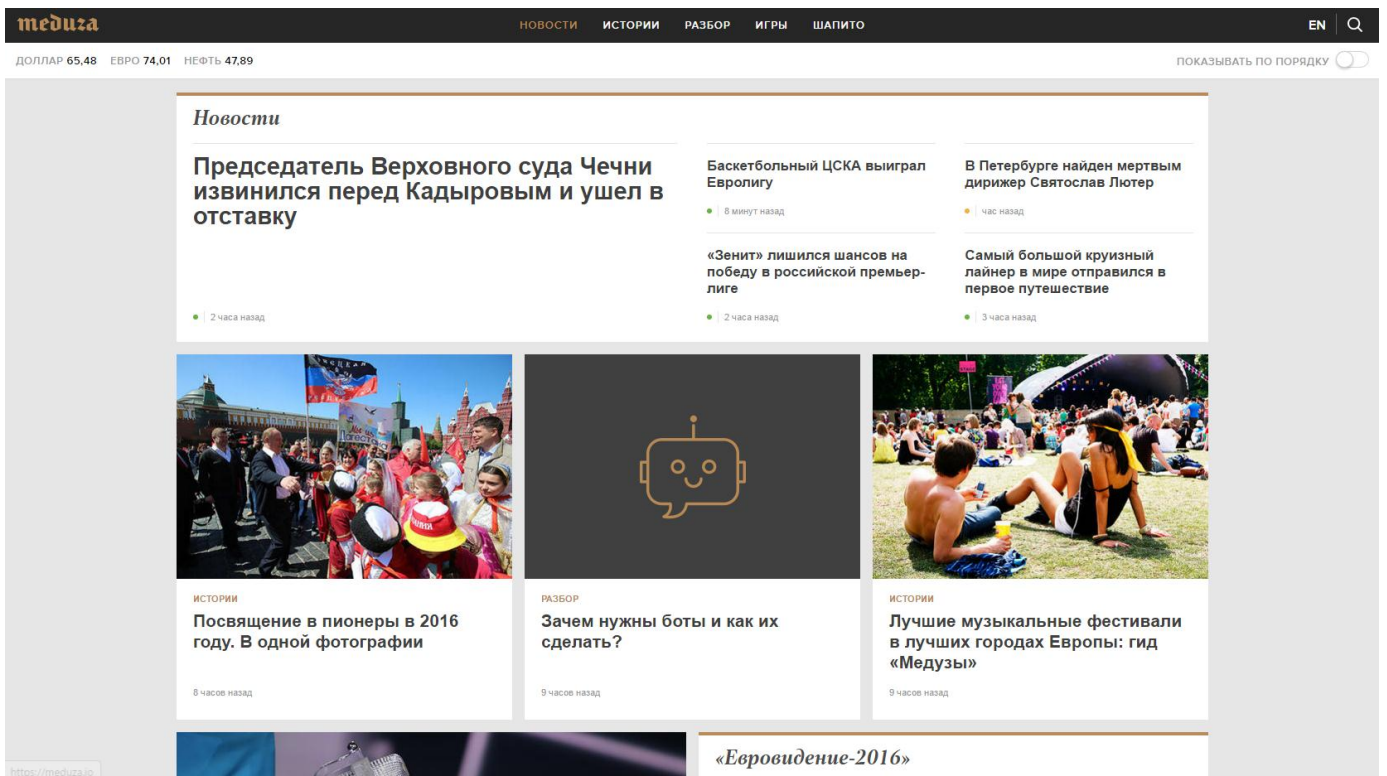 meduza
НОВОСТИ ИСТОРИИ РАЗБОР ИГРЫ ШАПИТО
EN
ДОЛЛАР 65,48 ЕВРО 74,01 НЕФТЬ 47,89
ПОКАЗЫВАТЬ ПО ПОРЯДКУ
Новости
Председатель Верховного суда Чечни
извинился перед Кадыровым и ушел в
отставку
2 часа назад
Баскетбольный ЦСКА выиграл
Евролигу
8 минут назад
В Петербурге найден мертвым
дирижер Святослав Лютер
час назад
«Зенит» лишился шансов на
победу в российской премьер-
лиге
2 часа назад
Самый большой круизный
лайнер в мире отправился в
первое путешествие
3 часа назад
ИСТОРИИ
Посвящение в пионеры в 2016
году. В одной фотографии
8 часов назад
РАЗБОР
Зачем нужны боты и как их
сделать?
9 часов назад
ИСТОРИИ
Лучшие музыкальные фестивали
в лучших городах Европы: гид
«Медузы»
9 часов назад
«Евровидение-2016»
https://meduza.io